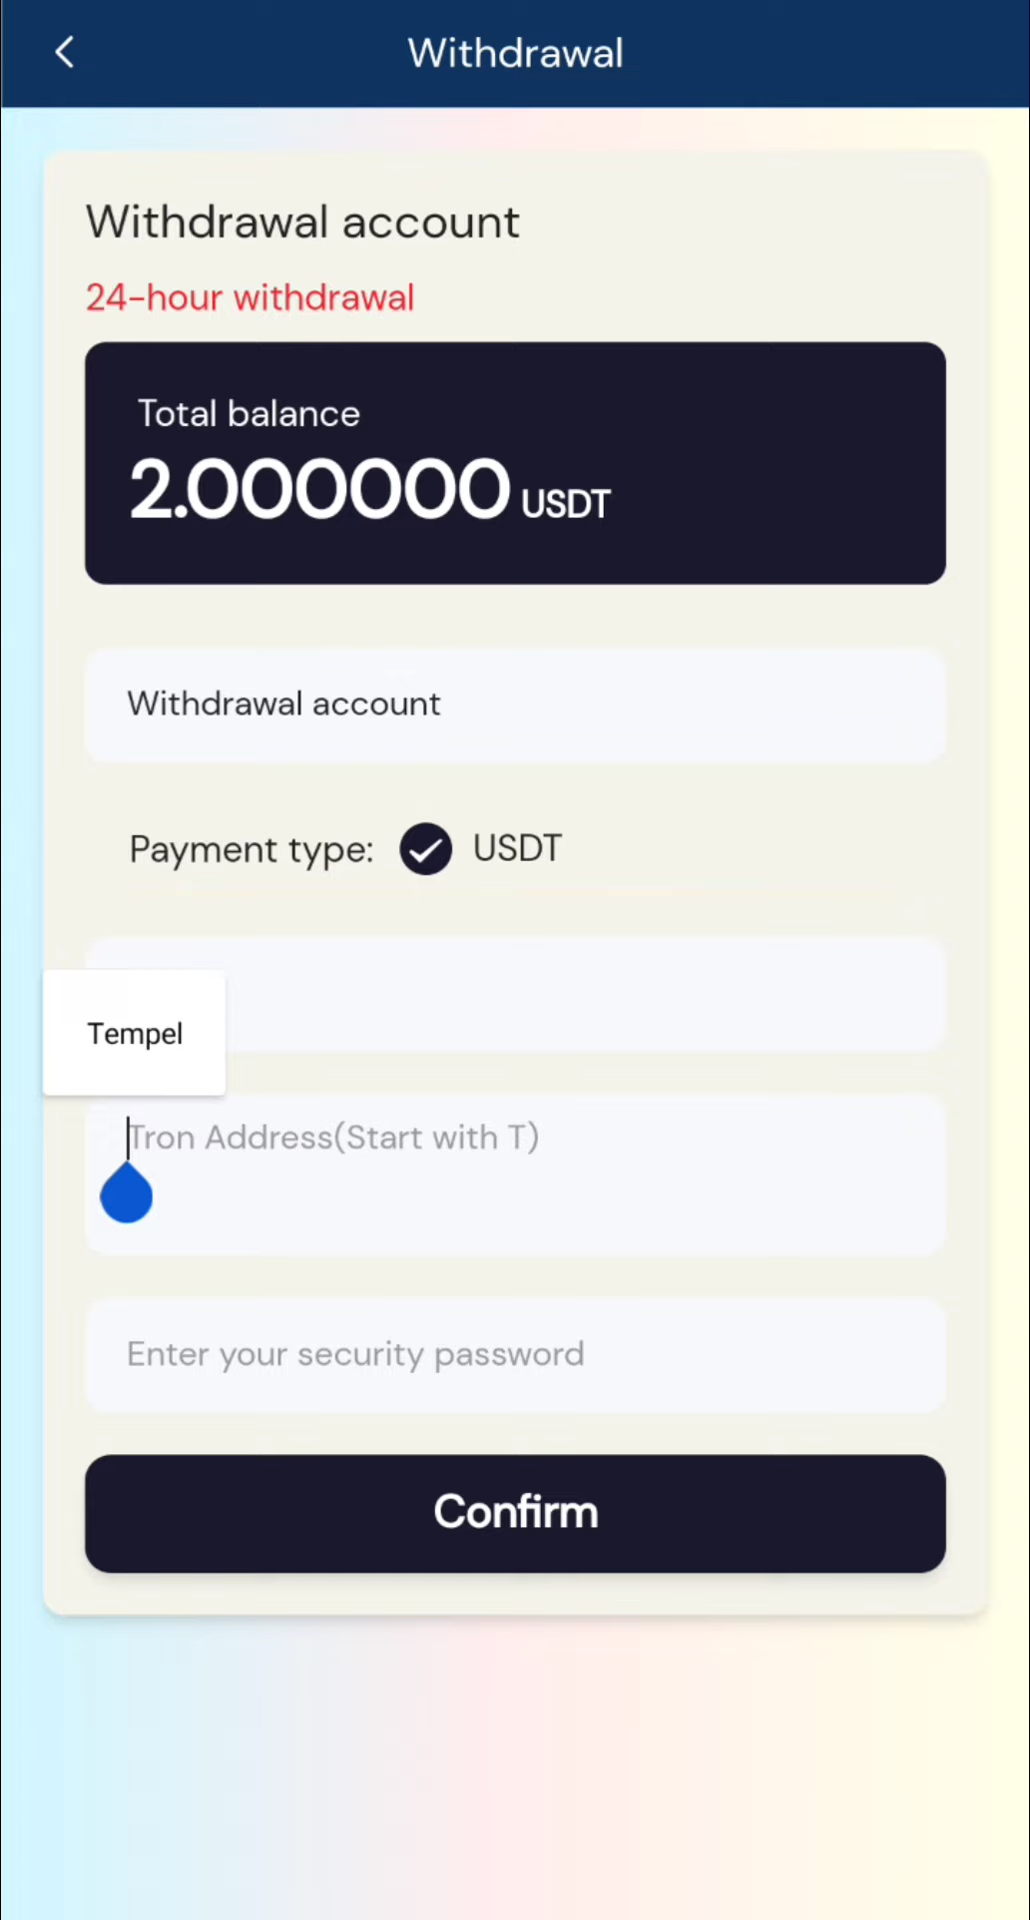 Withdrawal
Withdrawal account
24-hour withdrawal
Total balance
2.000000 USDT
Withdrawal account
Payment type: USDT
Tempel
Tron Address(Start with T)
Enter your security password
Confirm